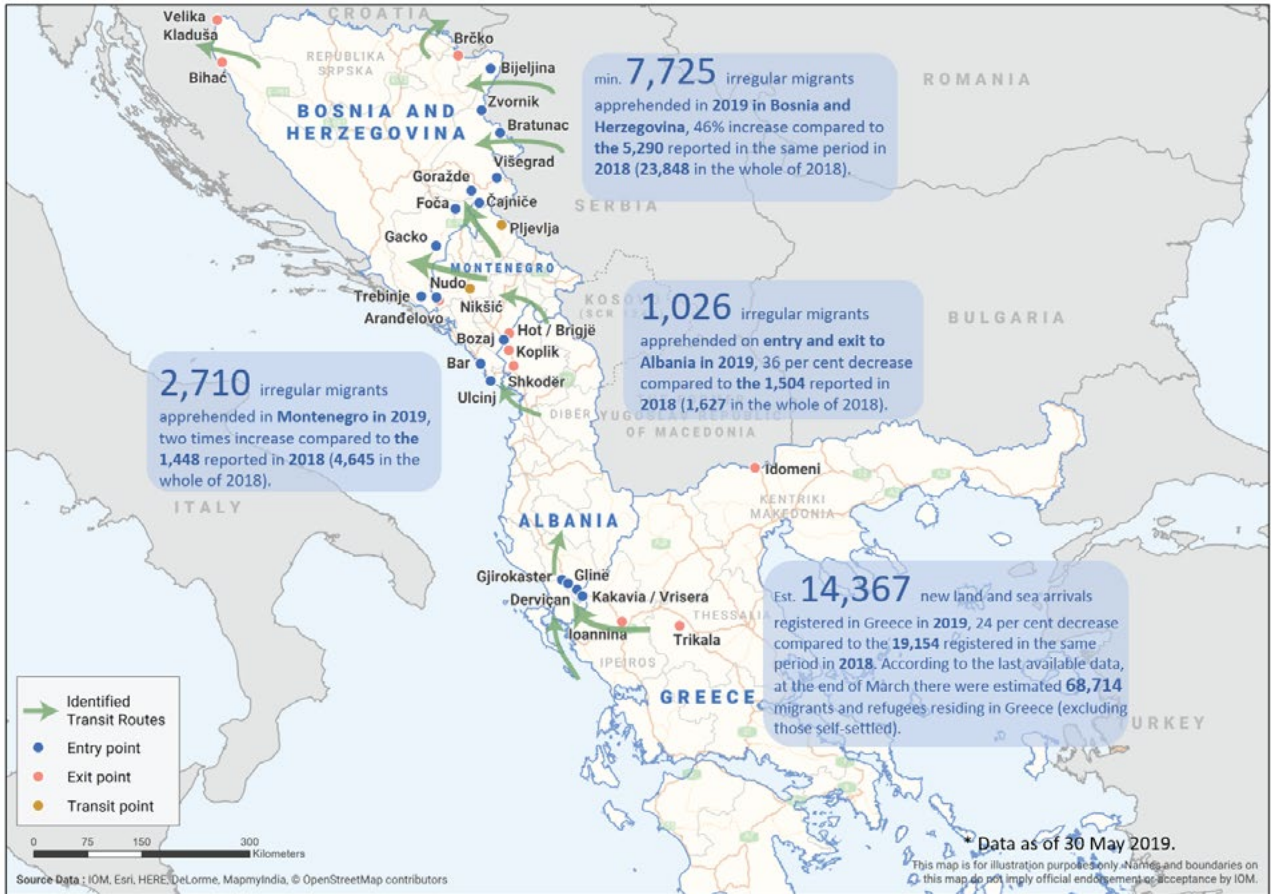 CROATIA
Velika
Kladuša
Bihać
REPUBLIKA
SRPSKA
Brčko
Bijeljina
BOSNIA AND
HERZEGOVINA
Zvornik
Bratunac
Višegrad
Goražde
Foča
Čajniče
Pljevlja
Gacko
MONTENEGRO
Nudo
Trebinje
Nikšić
Aranđelovo
Hot / Brigjë
Bozaj
Koplik
Bar
Shkodër
Ulcinj
ROMANIA
SERBIA
BULGARIA
min. 7,725 irregular migrants
apprehended in 2019 in Bosnia and
Herzegovina, 46% increase compared to
the 5,290 reported in the same period in
2018 (23,848 in the whole of 2018).
KOSOVO
(SCR
1,026 irregular migrants
apprehended on entry and exit to
Albania in 2019, 36 per cent decrease
compared to the 1,504 reported in
2018 (1,627 in the whole of 2018).
DIBËR
YUGOSLAV REPUBLIC
OF MACEDONIA
2,710 irregular migrants
apprehended in Montenegro in 2019,
two times increase compared to the
1,448 reported in 2018 (4,645 in the
whole of 2018).
ITALY
Idomeni
KENTRIKI
MAKEDONIA
ALBANIA
Gjirokaster
Glinë
Derviçan
Kakavia / Vrisera
Ioannina
Trikala
THESSALIA
IPEIROS
GREECE
TURKEY
Est. 14,367 new land and sea arrivals
registered in Greece in 2019, 24 per cent decrease
compared to the 19,154 registered in the same
period in 2018. According to the last available data,
at the end of March there were estimated 68,714
migrants and refugees residing in Greece (excluding
those self-settled).
Identified
Transit Routes
Entry point
Exit point
Transit point
0 75 150 300
Kilometers
* Data as of 30 May 2019.
Source Data : IOM, Esri, HERE, DeLorme, MapmyIndia, © OpenStreetMap contributors
This map is for illustration purposes only. Names and boundaries on
this map do not imply official endorsement or acceptance by IOM.